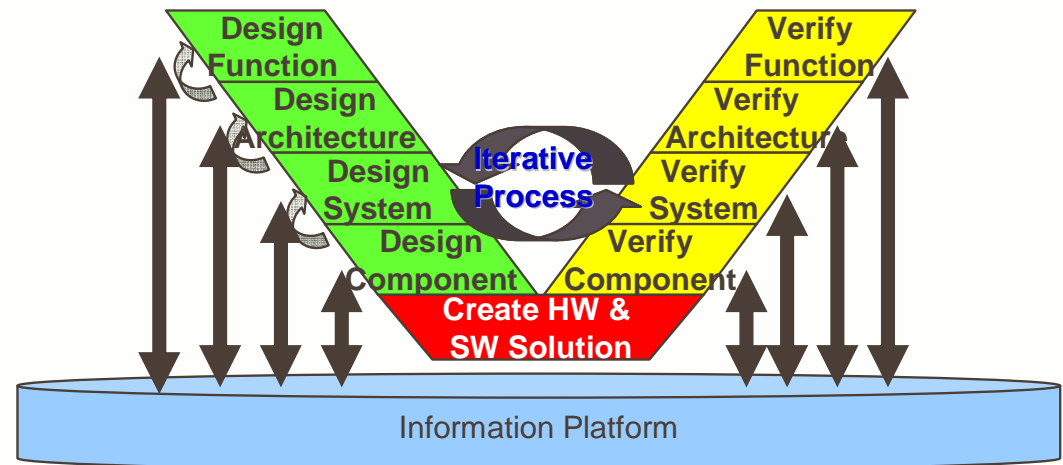 Design
Function
Design
Architecture
Design
System
Design
Component
Iterative
Process
Verify
Function
Verify
Architecture
Verify
System
Verify
Component
Create HW &
SW Solution
Information Platform